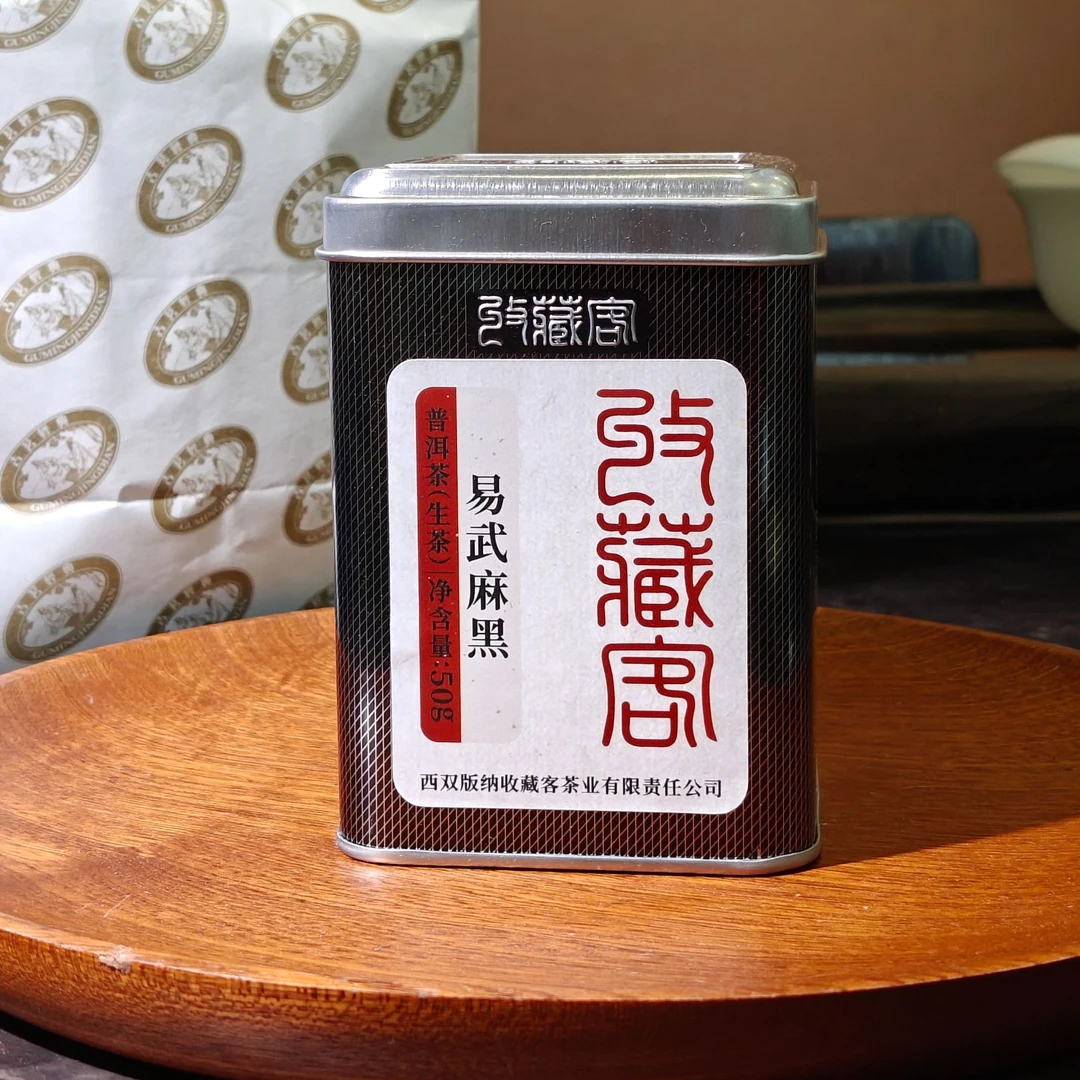 收藏客
收藏客
易武麻黑
普洱茶(生茶) 净含量:50g
西双版纳收藏客茶业有限责任公司
GUMINGJINGDIAN